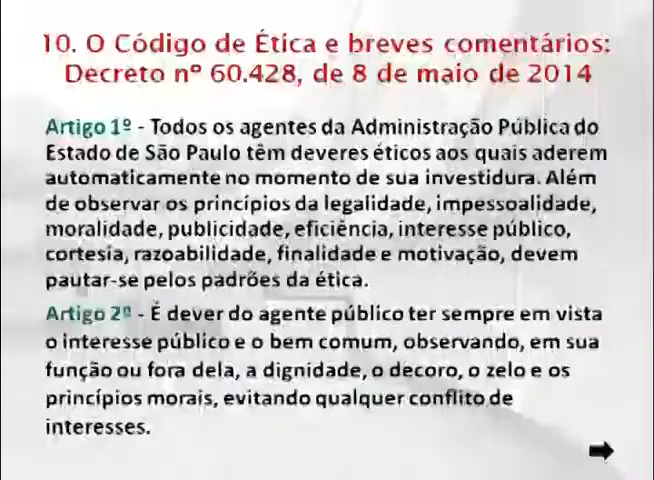 10. O Código de Ética e breves comentários:
Decreto nº 60.428, de 8 de maio de 2014
Artigo 1º - Todos os agentes da Administração Pública do
Estado de São Paulo têm deveres éticos aos quais aderem
automaticamente no momento de sua investidura. Além
de observar os princípios da legalidade, impessoalidade,
moralidade, publicidade, eficiência, interesse público,
cortesia, razoabilidade, finalidade e motivação, devem
pautar-se pelos padrões da ética.
Artigo 2º - É dever do agente público ter sempre em vista
o interesse público e o bem comum, observando, em sua
função ou fora dela, a dignidade, o decoro, o zelo e os
princípios morais, evitando qualquer conflito de
interesses.